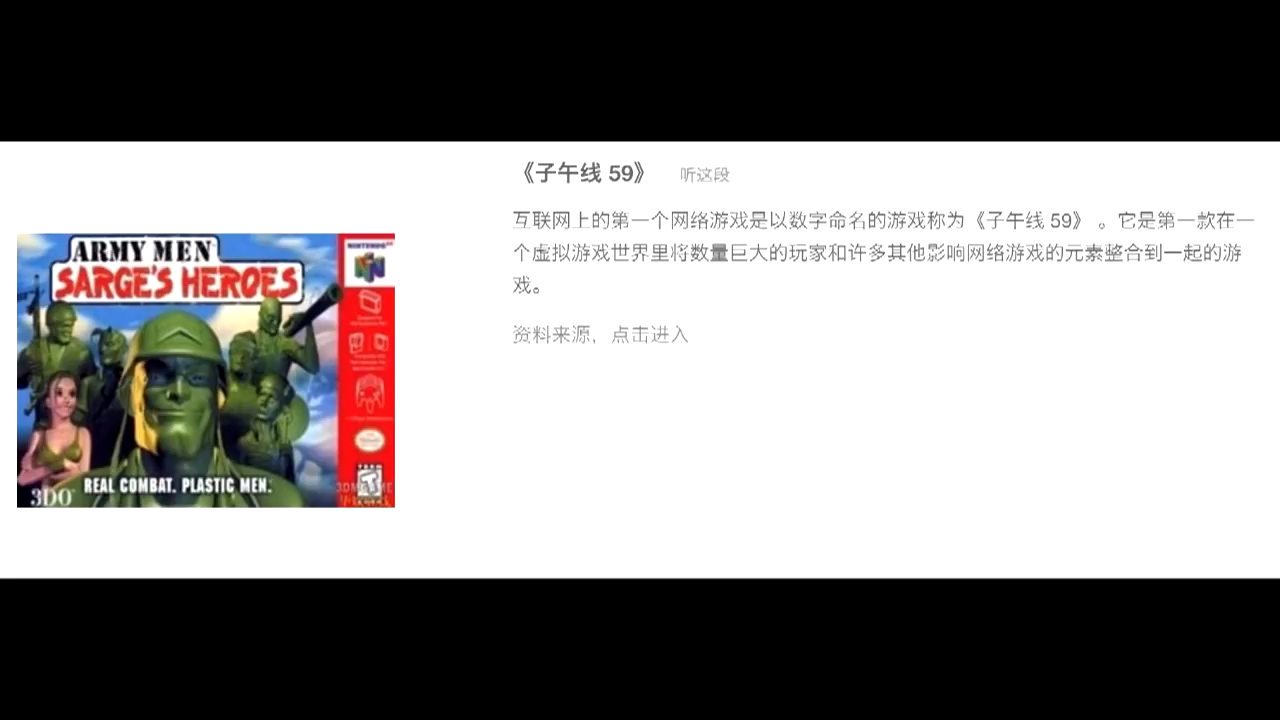 《子午线 59》 听这段
互联网上的第一个网络游戏是以数字命名的游戏称为《子午线 59》 。它是第一款在一
个虚拟游戏世界里将数量巨大的玩家和许多其他影响网络游戏的元素整合到一起的游
戏。
资料来源，点击进入
ARMY MEN
SARGE'S HEROES
NINTENDO 64
REAL COMBAT. PLASTIC MEN.
3DO